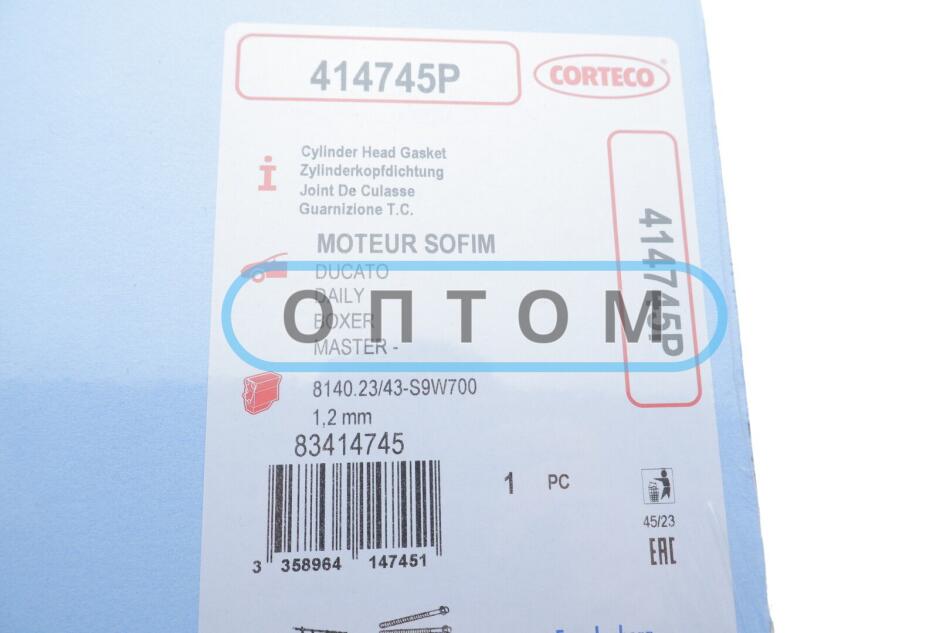 414745P
CORTECO
Cylinder Head Gasket
Zylinderkopfdichtung
Joint De Culasse
Guarnizione T.C.
414745P
MOTEUR SOFIM
DUCATO
DAILY
BOXER
MASTER -
ОПТОМ
8140.23/43-S9W700
1,2 mm
83414745
1 PC
45/23
EAC
3 358964 147451